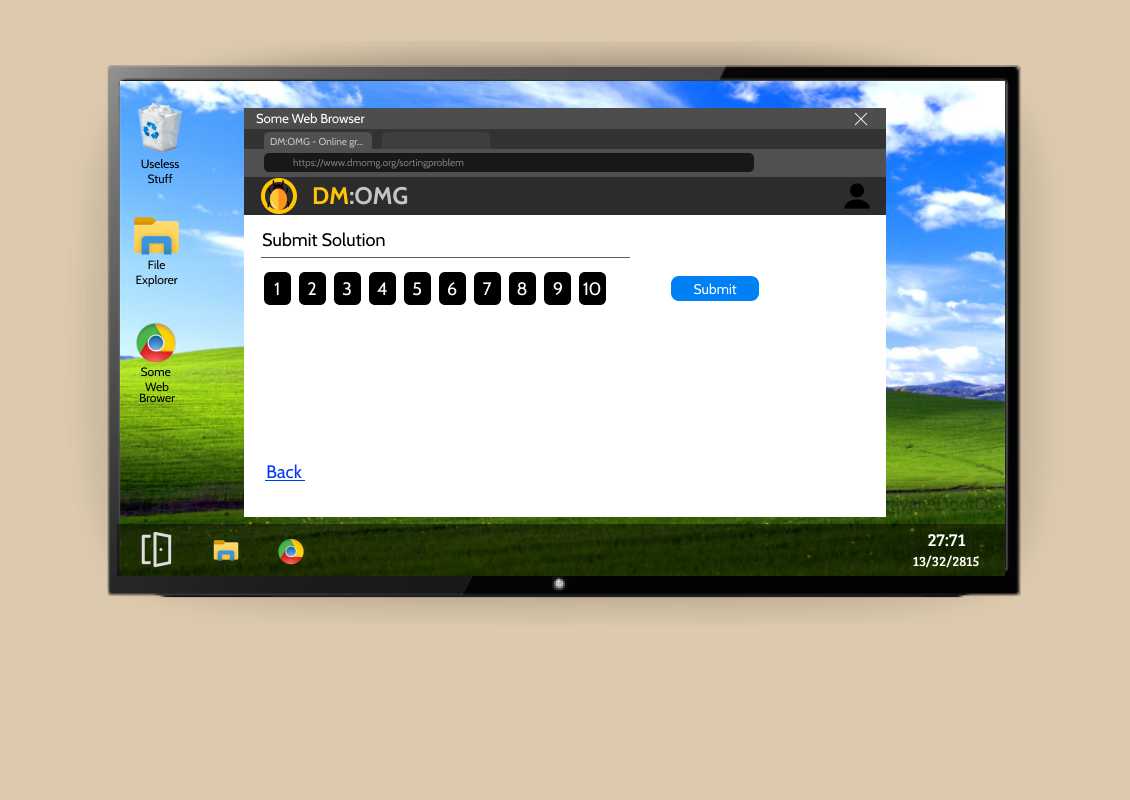 Some Web Browser
DM:OMG - Online gr...
https://www.dmomg.org/sortingproblem
DM:OMG
Submit Solution
1 2 3 4 5 6 7 8 9 10
Submit
Back
Useless
Stuff
File
Explorer
Some
Web
Brower
27:71
13/32/2815